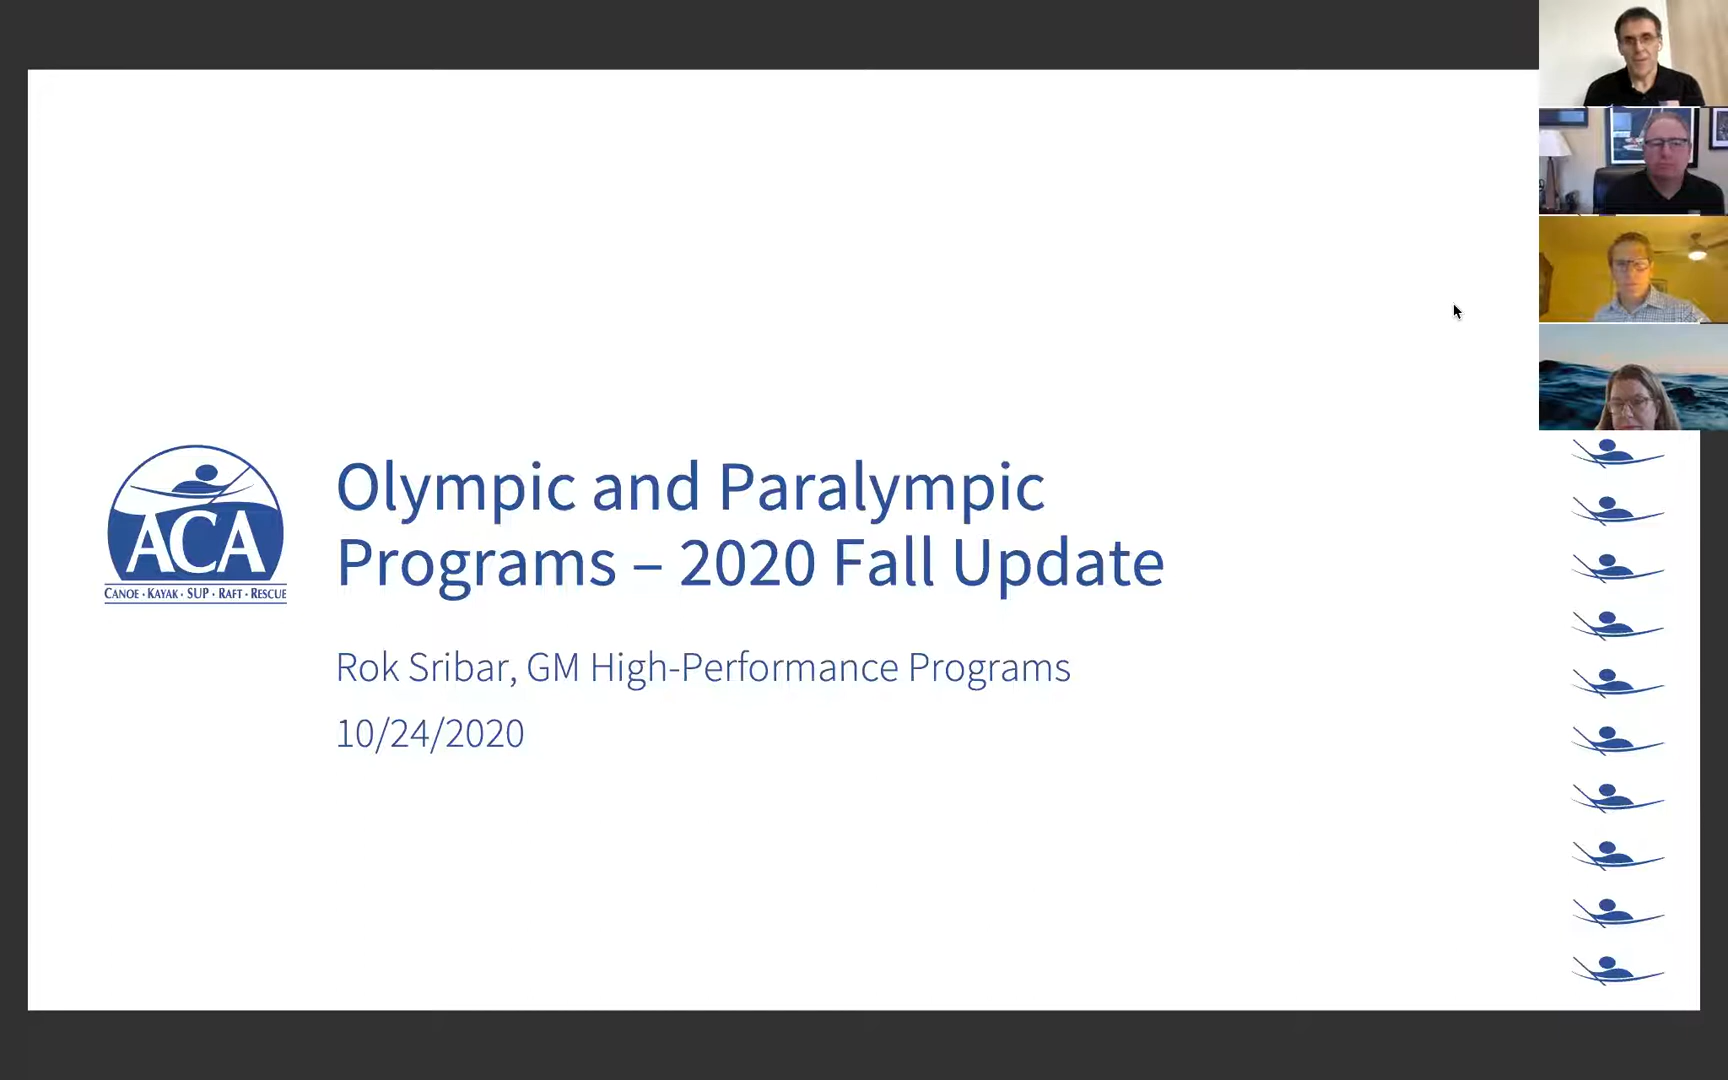 Olympic and Paralympic
Programs – 2020 Fall Update
ACA
CANOE · KAYAK · SUP · RAFT · RESCUE
Rok Sribar, GM High-Performance Programs
10/24/2020